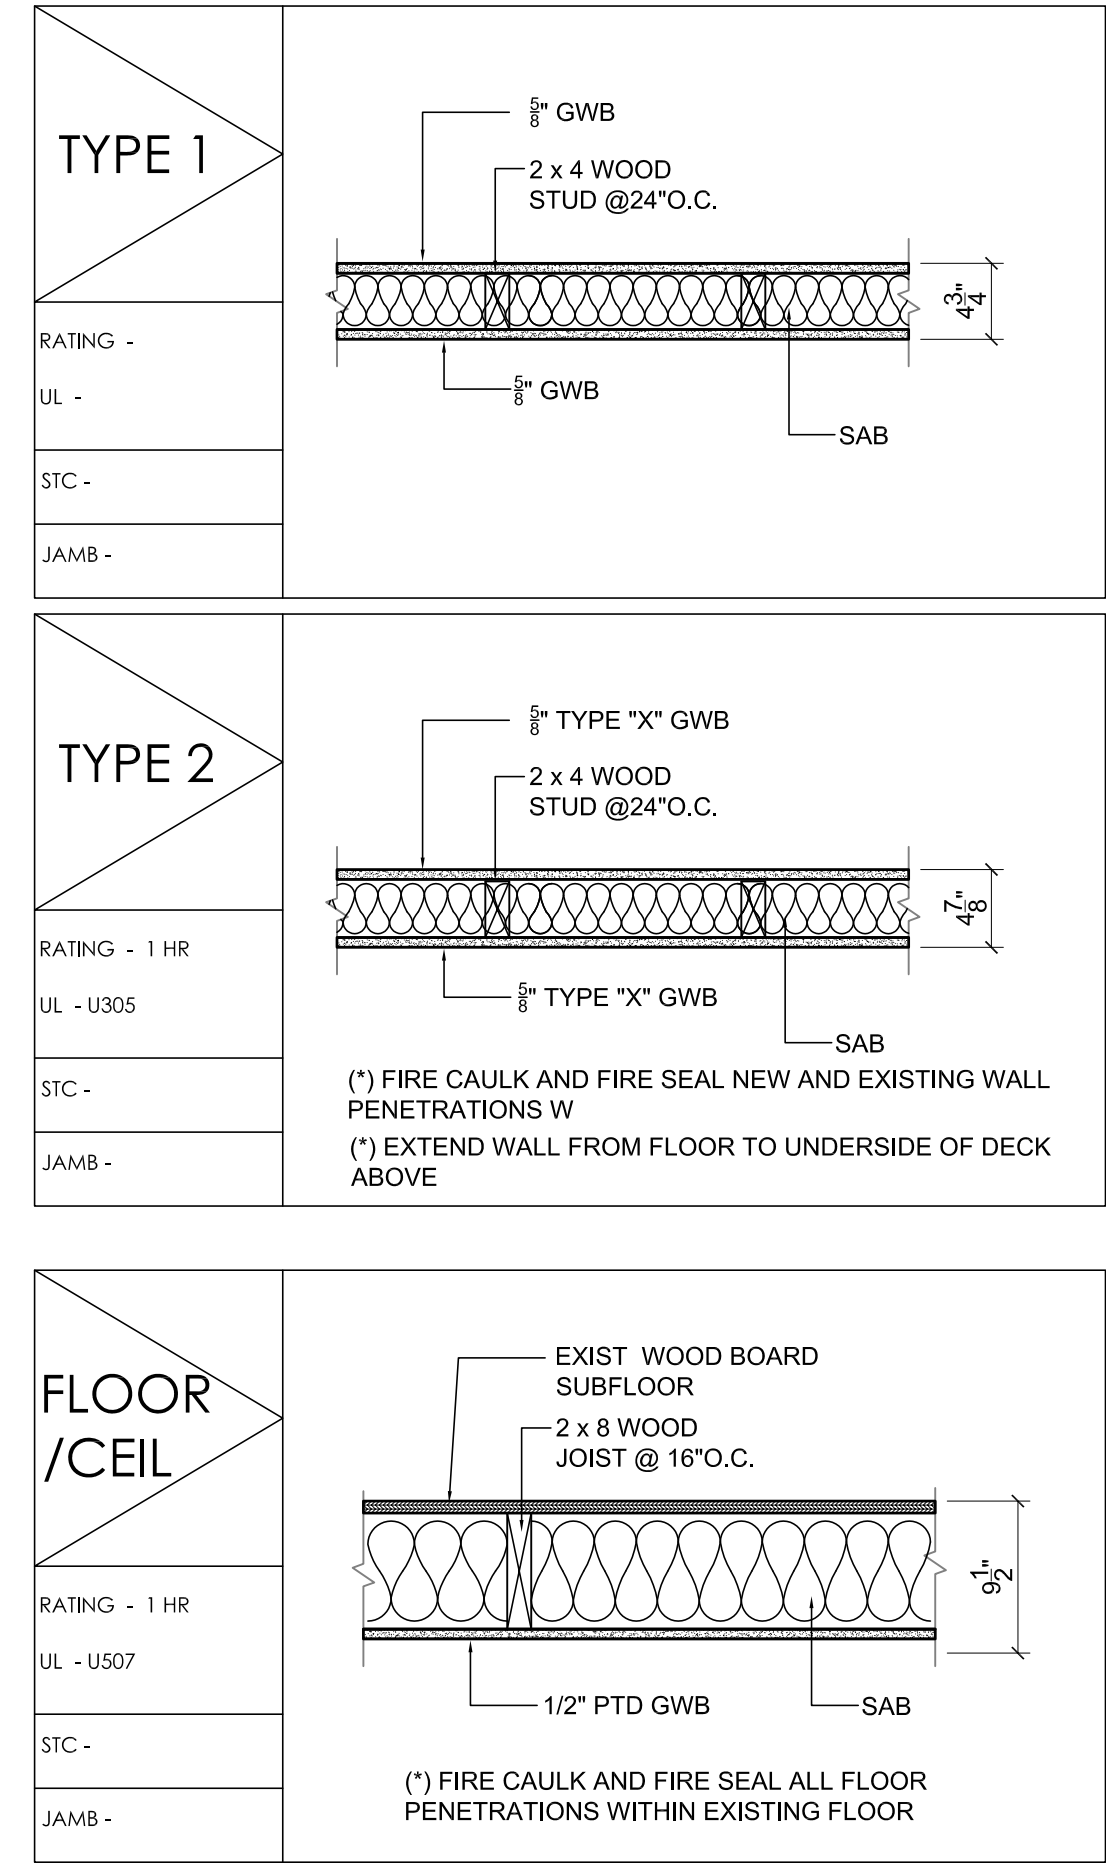 TYPE 1
RATING -
UL -
STC -
JAMB -
5/8" GWB
2 x 4 WOOD
STUD @24"O.C.
4 3/4"
5/8" GWB
SAB
TYPE 2
RATING - 1 HR
UL - U305
STC -
JAMB -
5/8" TYPE "X" GWB
2 x 4 WOOD
STUD @24"O.C.
4 7/8"
5/8" TYPE "X" GWB
SAB
(*) FIRE CAULK AND FIRE SEAL NEW AND EXISTING WALL
PENETRATIONS W
(*) EXTEND WALL FROM FLOOR TO UNDERSIDE OF DECK
ABOVE
FLOOR
/CEIL
RATING - 1 HR
UL - U507
STC -
JAMB -
EXIST WOOD BOARD
SUBFLOOR
2 x 8 WOOD
JOIST @ 16"O.C.
9 1/2"
1/2" PTD GWB
SAB
(*) FIRE CAULK AND FIRE SEAL ALL FLOOR
PENETRATIONS WITHIN EXISTING FLOOR